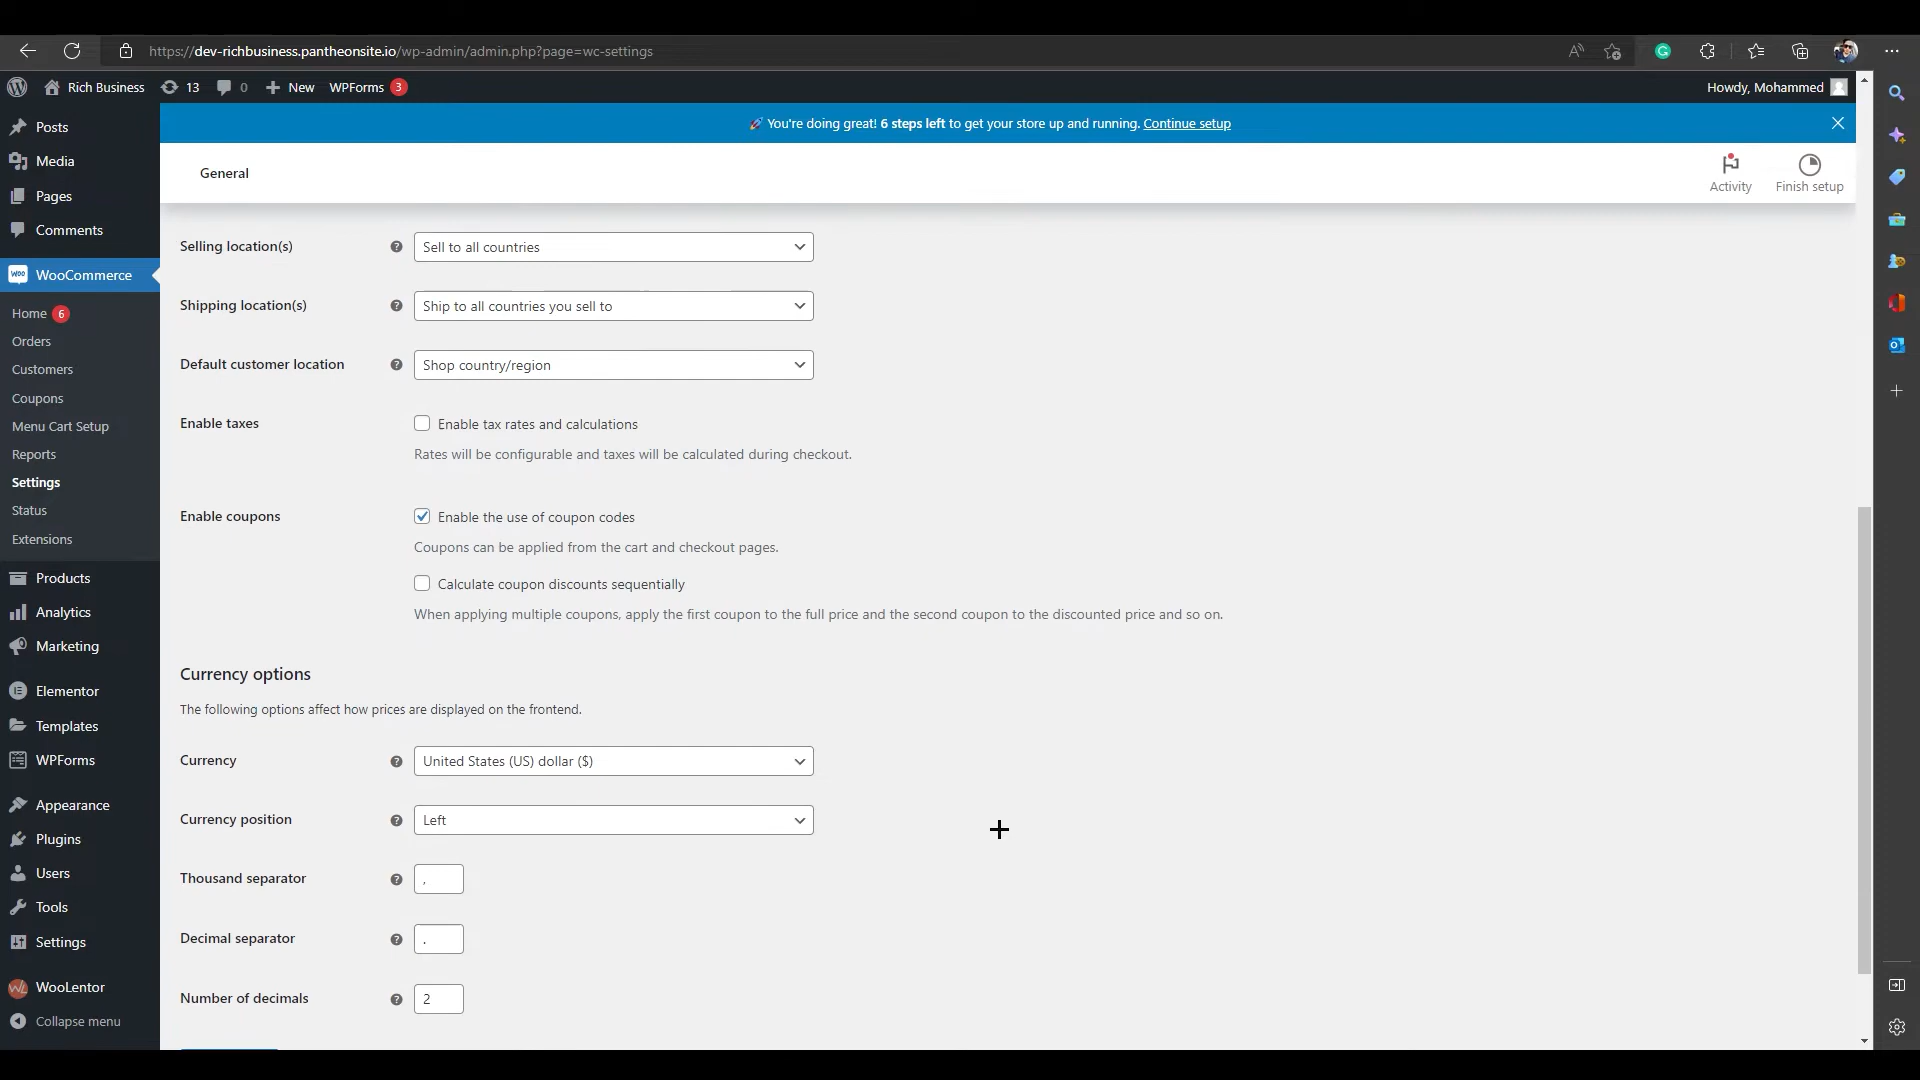 https://dev-richbusiness.pantheonsite.io/wp-admin/admin.php?page=wc-settings
Rich Business 13 0 New WPForms 3 Howdy, Mohammed
You're doing great! 6 steps left to get your store up and running. Continue setup
General
Activity
Finish setup
Posts
Media
Pages
Comments
WooCommerce
Home 6
Orders
Customers
Coupons
Menu Cart Setup
Reports
Settings
Status
Extensions
Products
Analytics
Marketing
Elementor
Templates
WPForms
Appearance
Plugins
Users
Tools
Settings
WooLentor
Collapse menu
Selling location(s) Sell to all countries
Shipping location(s) Ship to all countries you sell to
Default customer location Shop country/region
Enable taxes Enable tax rates and calculations
Rates will be configurable and taxes will be calculated during checkout.
Enable coupons Enable the use of coupon codes
Coupons can be applied from the cart and checkout pages.
Calculate coupon discounts sequentially
When applying multiple coupons, apply the first coupon to the full price and the second coupon to the discounted price and so on.
Currency options
The following options affect how prices are displayed on the frontend.
Currency United States (US) dollar ($)
Currency position Left
Thousand separator ,
Decimal separator .
Number of decimals 2